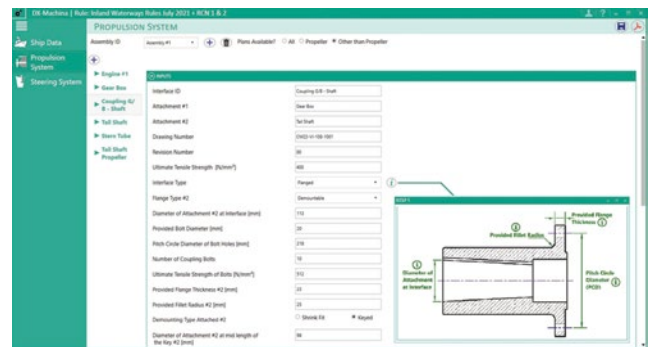 DX-Machina | Rule: Inland Waterways Rules July 2021 + RCN 1 & 2
PROPULSION SYSTEM
Ship Data
Propulsion
System
Steering System
Assembly ID
Assembly #1
Plans Available?
All
Propeller
Other than Propeller
Engine #1
Gear Box
Coupling G/
B - Shaft
Tail Shaft
Stern Tube
Tail Shaft
Propeller
INPUTS
Interface ID
Coupling G/B - Shaft
Attachment #1
Gear Box
Attachment #2
Tail Shaft
Drawing Number
Revision Number
00
Ultimate Tensile Strength [N/mm²]
400
Interface Type
Flanged
Flange Type #2
Demountable
Diameter of Attachment #2 at Interface [mm]
110
Provided Bolt Diameter [mm]
20
Pitch Circle Diameter of Bolt Holes [mm]
Number of Coupling Bolts
10
Ultimate Tensile Strength of Bolts [N/mm²]
Provided Flange Thickness #2 [mm]
Provided Fillet Radius #2 [mm]
Demounting Type Attached #2
Shrink Fit
Keyed
Diameter of Attachment #2 at mid length of
the Key #2 [mm]
Provided Flange
Thickness
Provided Fillet Radius
Diameter of
Attachment
at Interface
Pitch Circle
Diameter
(PCD)